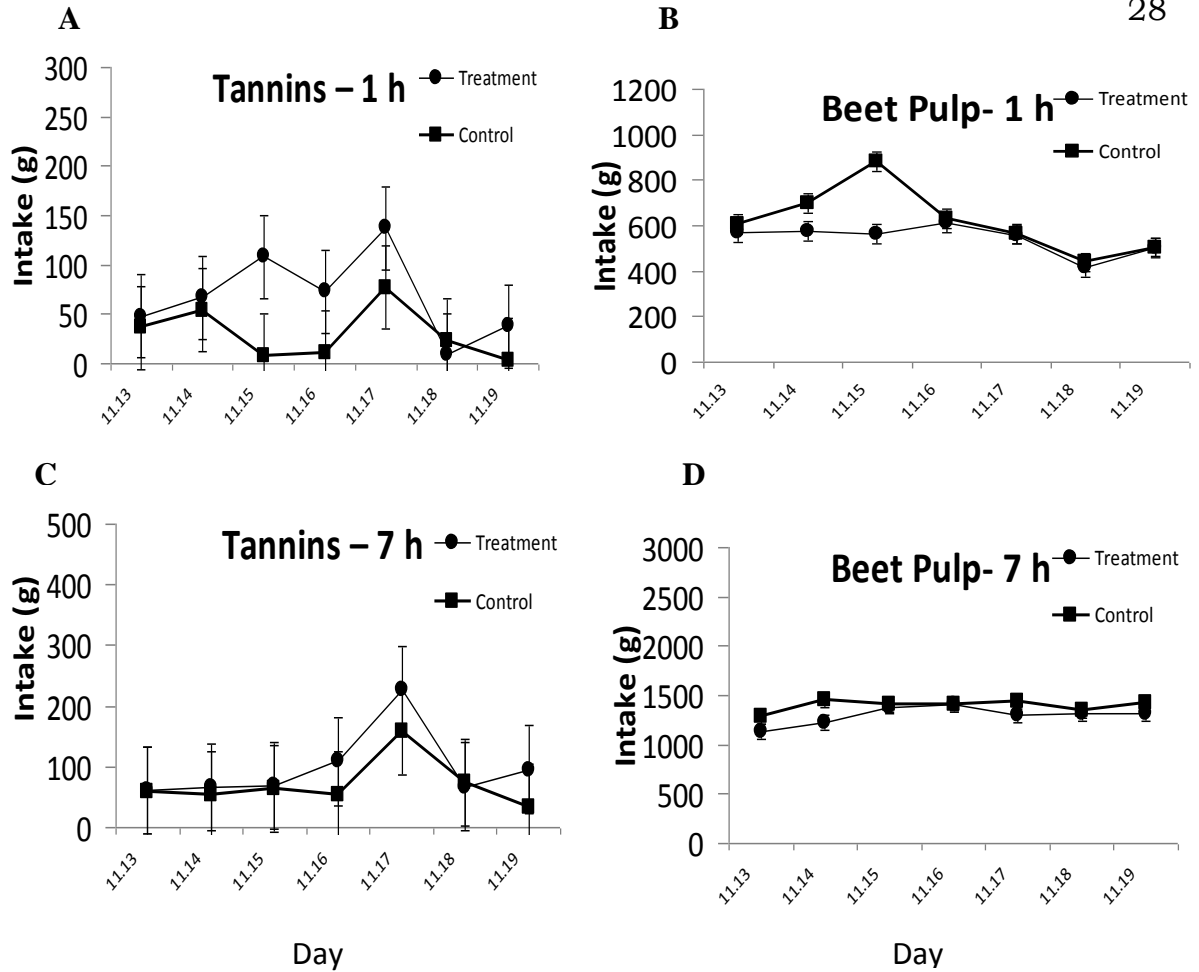 28
A
Tannins – 1 h
Treatment
Control
Intake (g)
300
250
200
150
100
50
0
11.13
11.14
11.15
11.16
11.17
11.18
11.19
B
Beet Pulp- 1 h
Treatment
Control
Intake (g)
1200
1000
800
600
400
200
0
11.13
11.14
11.15
11.16
11.17
11.18
11.19
C
Tannins – 7 h
Treatment
Control
Intake (g)
500
400
300
200
100
0
11.13
11.14
11.15
11.16
11.17
11.18
11.19
Day
D
Beet Pulp- 7 h
Treatment
Control
Intake (g)
3000
2500
2000
1500
1000
500
0
11.13
11.14
11.15
11.16
11.17
11.18
11.19
Day